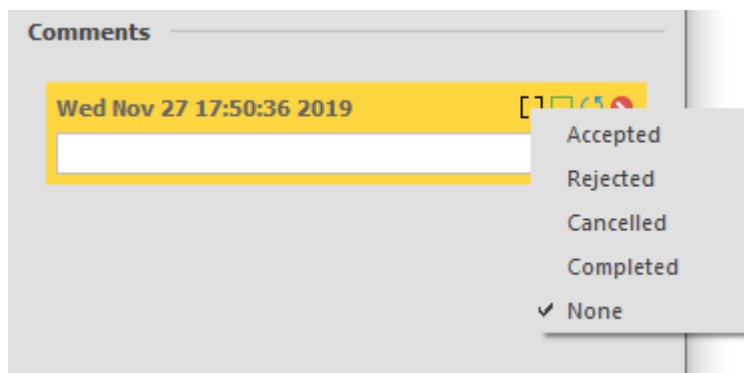 Comments
Wed Nov 27 17:50:36 2019
Accepted
Rejected
Cancelled
Completed
None